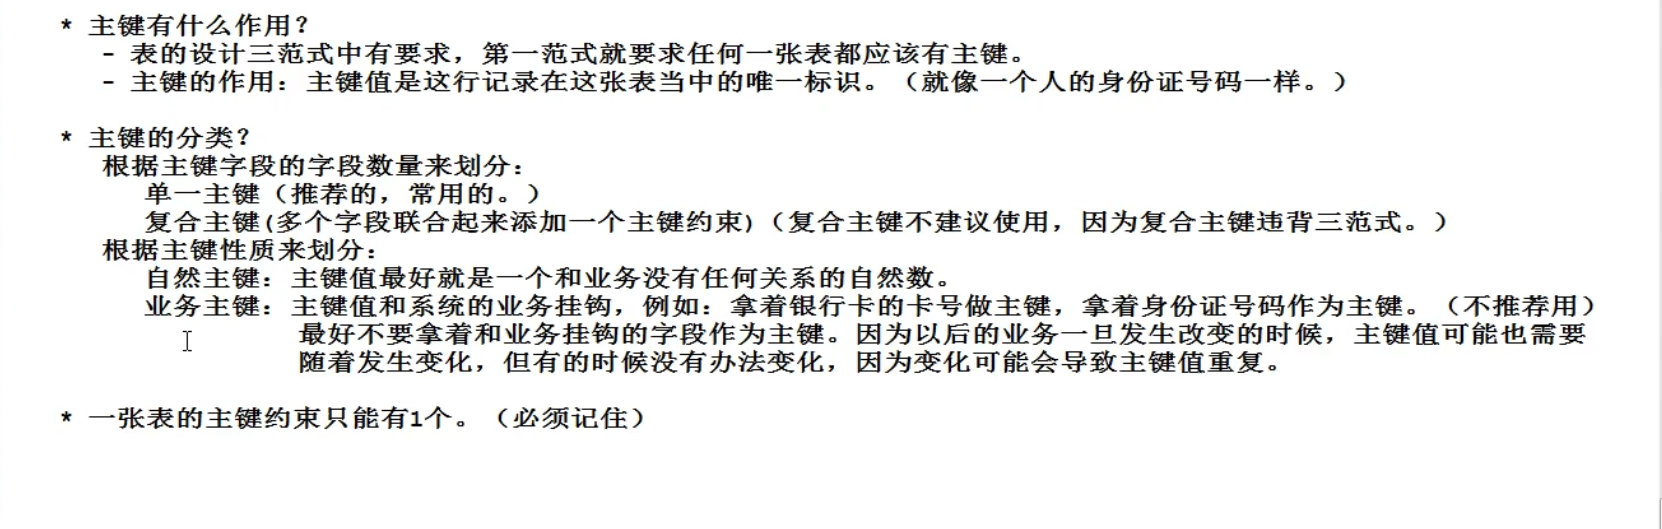 * 主键有什么作用?
- 表的设计三范式中有要求，第一范式就要求任何一张表都应该有主键。
- 主键的作用：主键值是这行记录在这张表当中的唯一标识。（就像一个人的身份证号码一样。）
* 主键的分类?
根据主键字段的字段数量来划分：
单一主键（推荐的，常用的。）
复合主键(多个字段联合起来添加一个主键约束)（复合主键不建议使用，因为复合主键违背三范式。）
根据主键性质来划分：
自然主键：主键值最好就是一个和业务没有任何关系的自然数。
业务主键：主键值和系统的业务挂钩，例如：拿着银行卡的卡号做主键，拿着身份证号码作为主键。（不推荐用）
最好不要拿着和业务挂钩的字段作为主键。因为以后的业务一旦发生改变的时候，主键值可能也需要
随着发生变化，但有的时候没有办法变化，因为变化可能会导致主键值重复。
* 一张表的主键约束只能有1个。（必须记住）